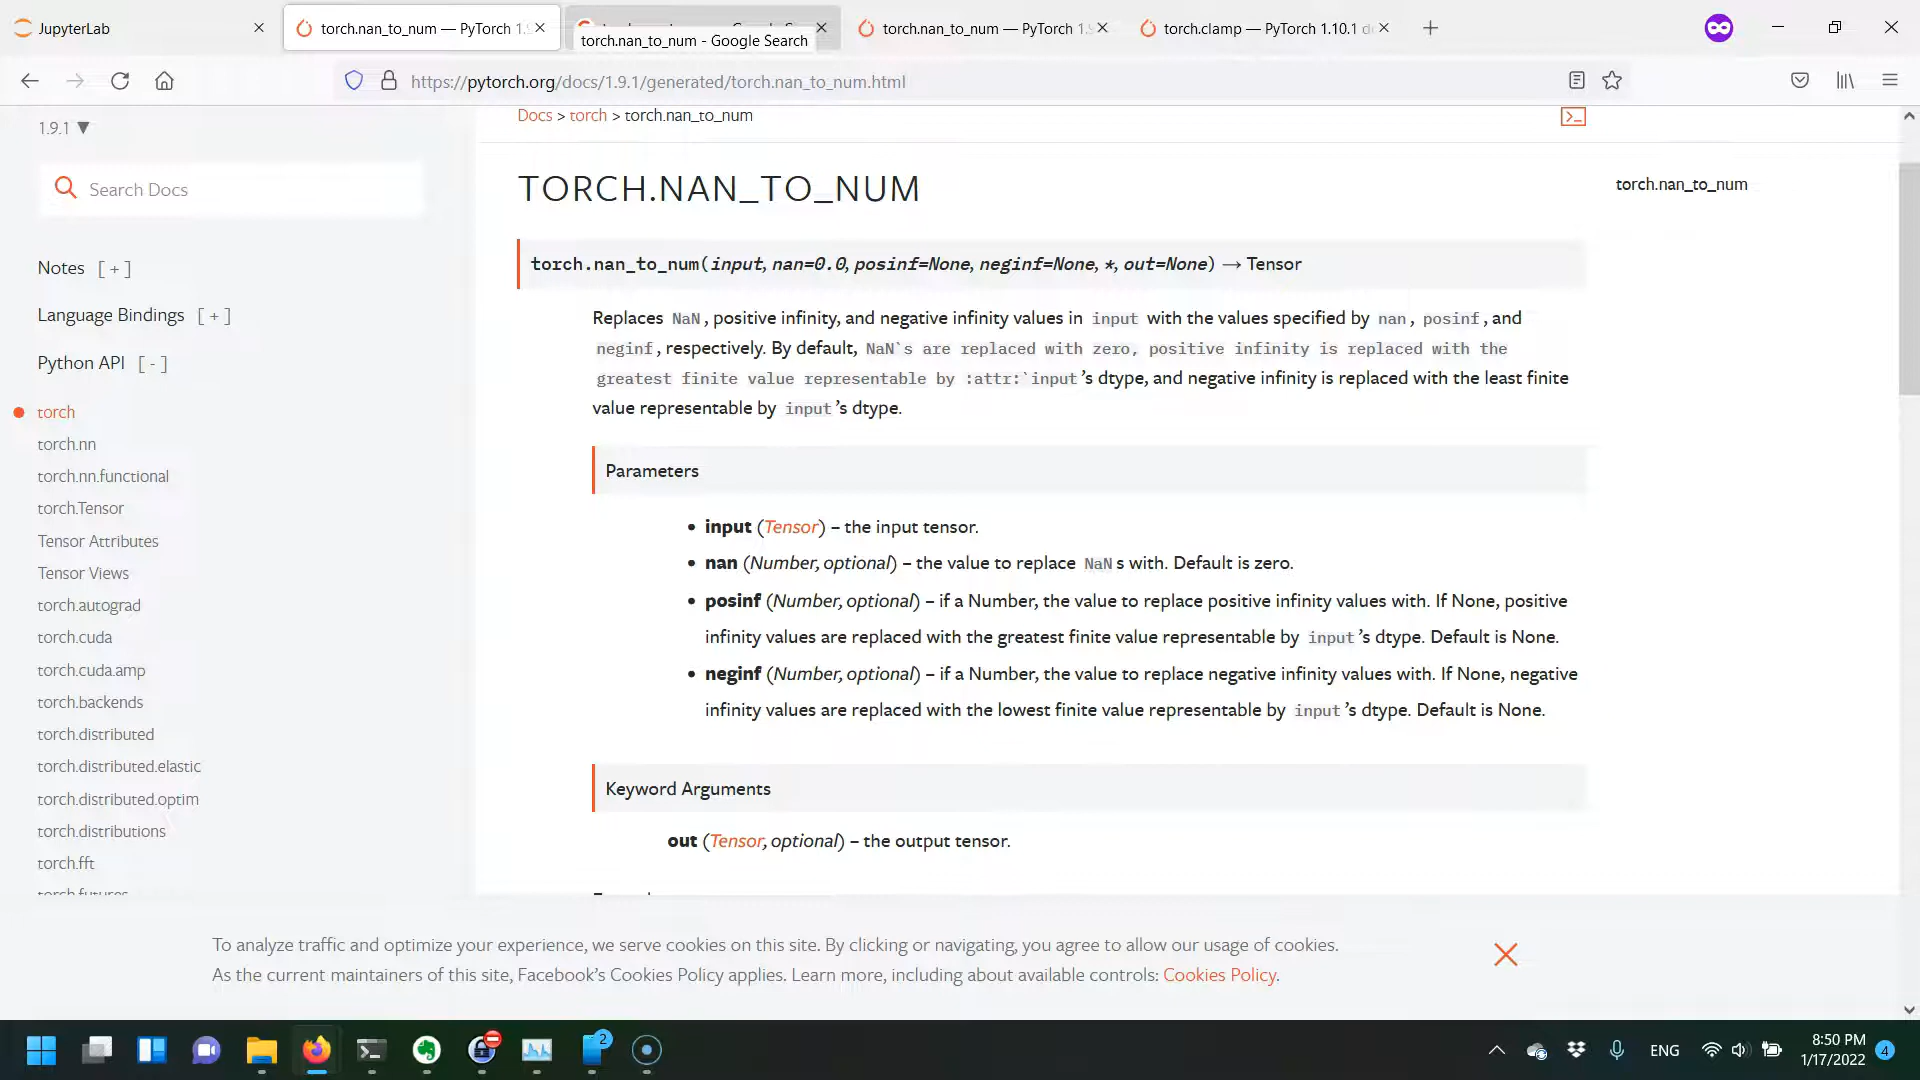 JupyterLab
torch.nan_to_num — PyTorch 1.9
torch.nan_to_num - Google Search
torch.nan_to_num — PyTorch 1.9
torch.clamp — PyTorch 1.10.1 d
https://pytorch.org/docs/1.9.1/generated/torch.nan_to_num.html
1.9.1 ▼
Search Docs
Notes [ + ]
Language Bindings [ + ]
Python API [ - ]
torch
torch.nn
torch.nn.functional
torch.Tensor
Tensor Attributes
Tensor Views
torch.autograd
torch.cuda
torch.cuda.amp
torch.backends
torch.distributed
torch.distributed.elastic
torch.distributed.optim
torch.distributions
torch.fft
torch.futures
Docs > torch > torch.nan_to_num
TORCH.NAN_TO_NUM
torch.nan_to_num(input, nan=0.0, posinf=None, neginf=None, *, out=None) → Tensor
Replaces NaN, positive infinity, and negative infinity values in input with the values specified by nan, posinf, and
neginf, respectively. By default, NaN`s are replaced with zero, positive infinity is replaced with the
greatest finite value representable by :attr:`input's dtype, and negative infinity is replaced with the least finite
value representable by input's dtype.
Parameters
• input (Tensor) – the input tensor.
• nan (Number, optional) – the value to replace NaNs with. Default is zero.
• posinf (Number, optional) – if a Number, the value to replace positive infinity values with. If None, positive
infinity values are replaced with the greatest finite value representable by input's dtype. Default is None.
• neginf (Number, optional) – if a Number, the value to replace negative infinity values with. If None, negative
infinity values are replaced with the lowest finite value representable by input's dtype. Default is None.
Keyword Arguments
out (Tensor, optional) – the output tensor.
torch.nan_to_num
To analyze traffic and optimize your experience, we serve cookies on this site. By clicking or navigating, you agree to allow our usage of cookies.
As the current maintainers of this site, Facebook's Cookies Policy applies. Learn more, including about available controls: Cookies Policy.
2
ENG
8:50 PM
1/17/2022
4